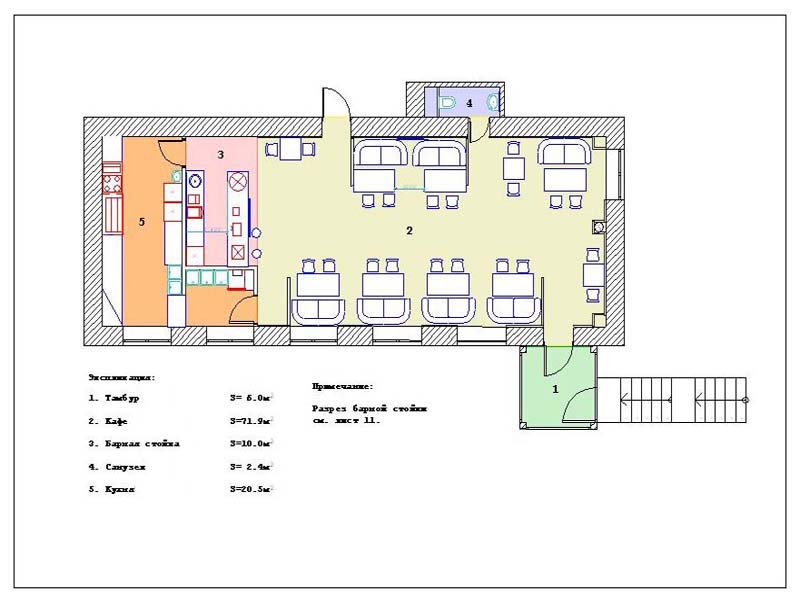 4
3
5
2
1
Экспликация:
1. Тамбур S= 6.0м²
2. Кафе S=71.9м²
3. Барная стойка S=10.0м²
4. Санузел S= 2.4м²
5. Кухня S=20.5м²
Примечание:
Разрез барной стойки
см. лист 11.